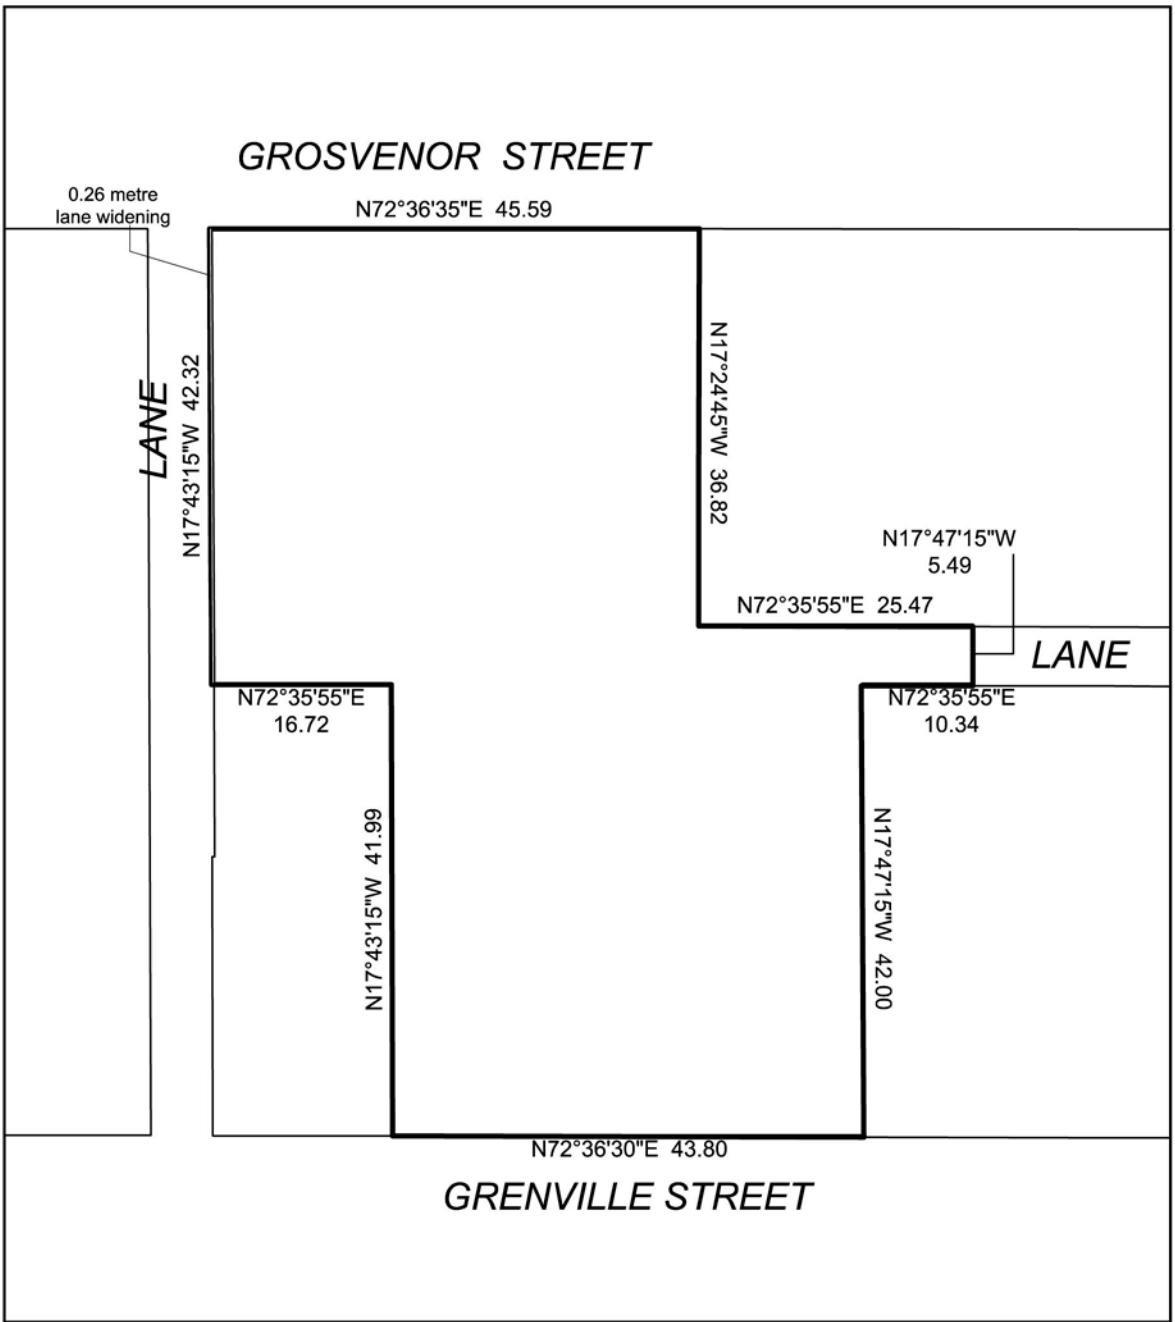 GROSVENOR STREET
0.26 metre
lane widening
N72°36'35"E 45.59
LANE
N17°43'15"W 42.32
N17°24'45"W 36.82
N17°47'15"W
5.49
N72°35'55"E 25.47
LANE
N72°35'55"E
16.72
N72°35'55"E
10.34
N17°43'15"W 41.99
N17°47'15"W 42.00
N72°36'30"E 43.80
GRENVILLE STREET